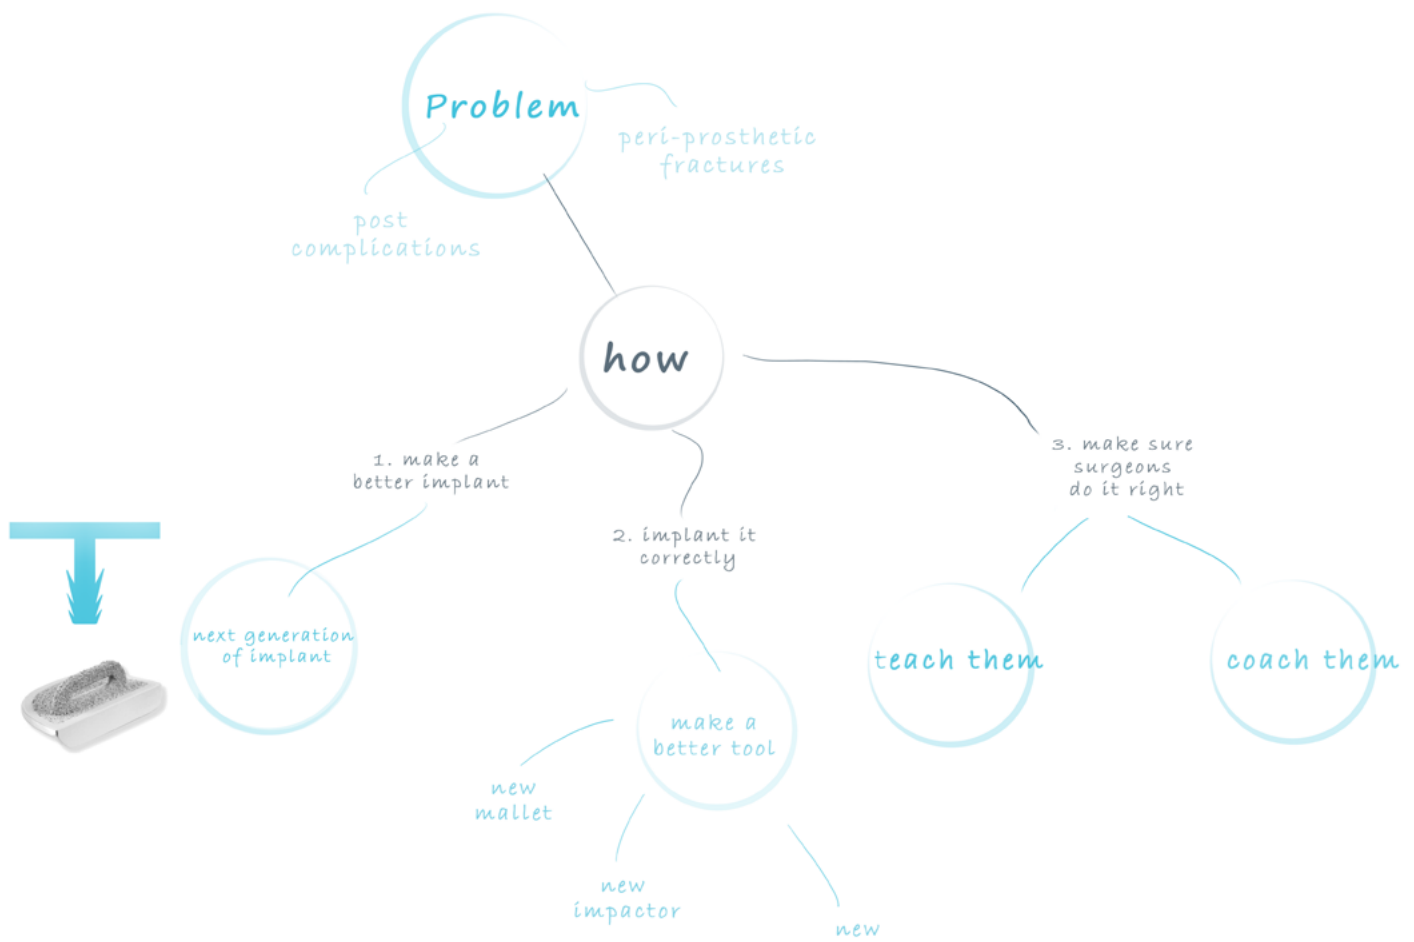 Problem
peri-prosthetic
fractures
post
complications
how
1. make a
better implant
2. implant it
correctly
3. make sure
surgeons
do it right
next generation
of implant
make a
better tool
teach them
coach them
new
mallet
new
impactor
new